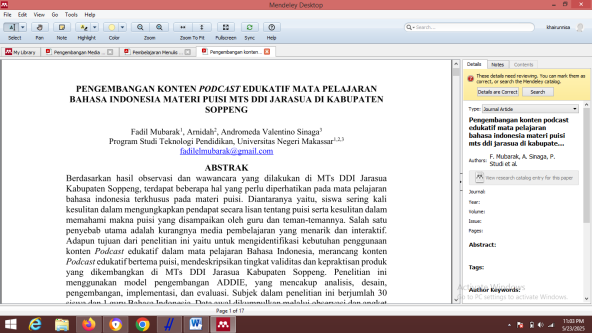 Mendeley Desktop
File Edit View Go Tools Help
Select Pan Note Highlight Color Zoom Zoom To Fit Fullscreen Sync Help
Search...
khairunnisa
My Library Pengembangan Media ... Pembelajaran Menulis ... Pengembangan konten...
PENGEMBANGAN KONTEN PODCAST EDUKATIF MATA PELAJARAN
BAHASA INDONESIA MATERI PUISI MTS DDI JARASUA DI KABUPATEN
SOPPENG
Fadil Mubarak1, Arnidah2, Andromeda Valentino Sinaga3
Program Studi Teknologi Pendidikan, Universitas Negeri Makassar1,2,3
fadilelmubarak@gmail.com
ABSTRAK
Berdasarkan hasil observasi dan wawancara yang dilakukan di MTs DDI Jarasua
Kabupaten Soppeng, terdapat beberapa hal yang perlu diperhatikan pada mata pelajaran
bahasa indonesia terkhusus pada materi puisi. Diantaranya yaitu, siswa sering kali
kesulitan dalam mengungkapkan pendapat secara lisan tentang puisi serta kesulitan dalam
memahami makna puisi yang disampaikan oleh guru dan teman-temannya. Salah satu
penyebab utama adalah kurangnya media pembelajaran yang menarik dan interaktif.
Adapun tujuan dari penelitian ini yaitu untuk mengidentifikasi kebutuhan penggunaan
konten Podcast edukatif dalam mata pelajaran Bahasa Indonesia, merancang konten
Podcast edukatif bertema puisi, mendeskripsikan tingkat validitas dan kepraktisan produk
yang dikembangkan di MTs DDI Jarasua Kabupaten Soppeng. Penelitian ini
menggunakan model pengembangan ADDIE, yang mencakup analisis, desain,
pengembangan, implementasi, dan evaluasi. Subjek dalam penelitian ini berjumlah 30
Page 1 of 17
Details Notes Contents
These details need reviewing. You can mark them as
correct, or search the Mendeley catalog.
Details are Correct Search
Type: Journal Article
Pengembangan konten podcast
edukatif mata pelajaran
bahasa indonesia materi puisi
mts ddi jarasua di kabupate...
Authors: F. Mubarak, A. Sinaga, P.
Studi et al.
View research catalog entry for this paper
Journal:
Year:
Volume:
Issue:
Pages:
Abstract:
Tags:
Author Keywords:
Activate Windows
Go to PC settings to activate Windows.
11:03 PM
5/23/2025